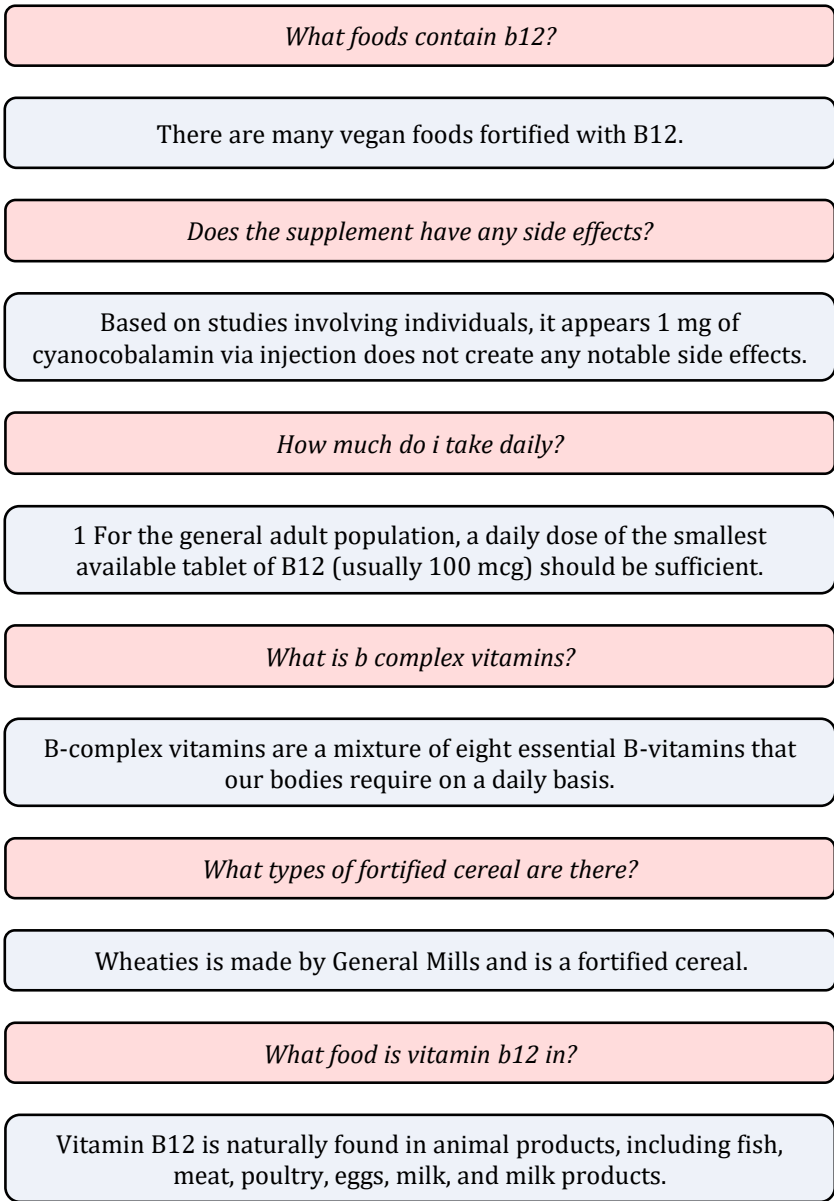 What foods contain b12?
There are many vegan foods fortified with B12.
Does the supplement have any side effects?
Based on studies involving individuals, it appears 1 mg of
cyanocobalamin via injection does not create any notable side effects.
How much do i take daily?
1 For the general adult population, a daily dose of the smallest
available tablet of B12 (usually 100 mcg) should be sufficient.
What is b complex vitamins?
B-complex vitamins are a mixture of eight essential B-vitamins that
our bodies require on a daily basis.
What types of fortified cereal are there?
Wheaties is made by General Mills and is a fortified cereal.
What food is vitamin b12 in?
Vitamin B12 is naturally found in animal products, including fish,
meat, poultry, eggs, milk, and milk products.